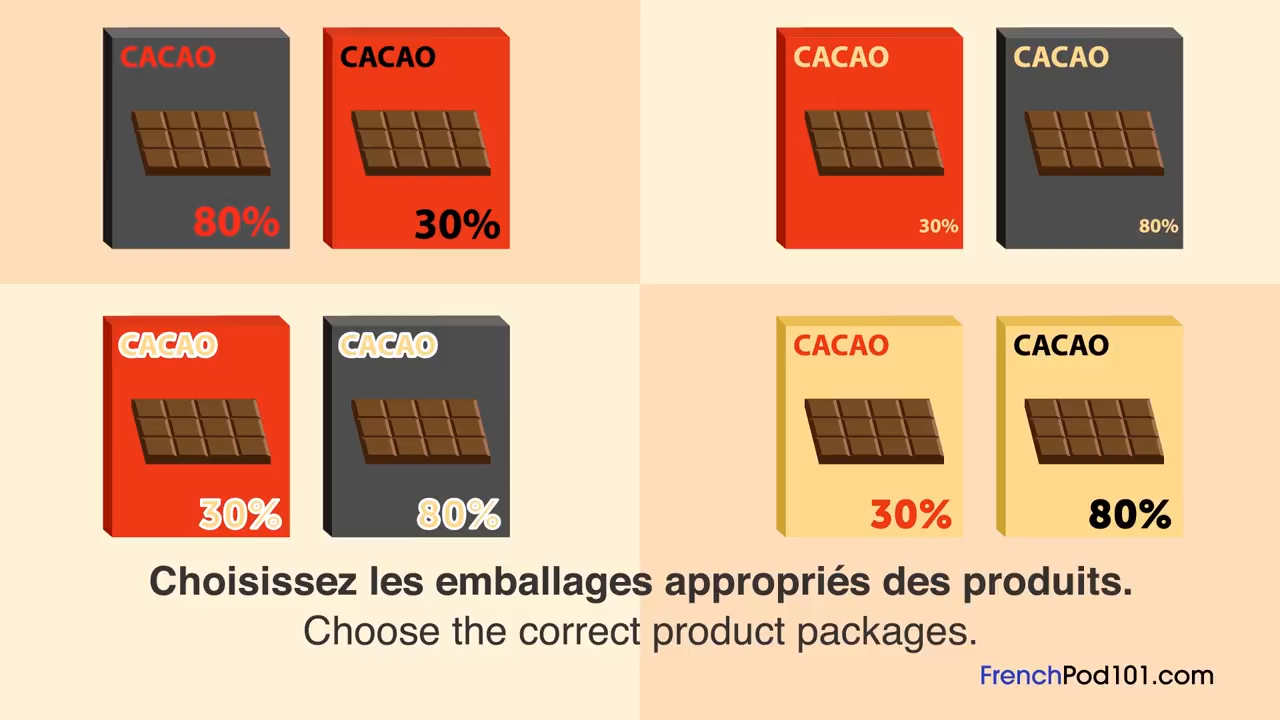 CACAO
80%
CACAO
30%
CACAO
30%
CACAO
80%
CACAO
30%
CACAO
80%
CACAO
30%
CACAO
80%
Choisissez les emballages appropriés des produits.
Choose the correct product packages.
FrenchPod101.com